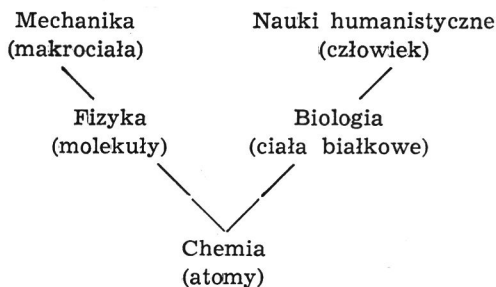 Mechanika
(makrociała)
Nauki humanistyczne
(człowiek)
Fizyka
(molekuły)
Biologia
(ciała białkowe)
Chemia
(atomy)